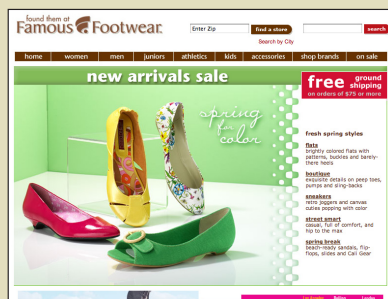 found them at
Famous Footwear.
Enter Zip
find a store
search
Search by City
home
women
men
juniors
athletics
kids
accessories
shop brands
on sale
new arrivals sale
free ground shipping
on orders of $75 or more
spring
for
color
fresh spring styles
flats
brightly colored flats with
patterns, buckles and barely-
there heels
boutique
exquisite details on peep toes,
pumps and sling-backs
sneakers
retro joggers and canvas
cuties popping with color
street smart
casual, full of comfort, and
hip to the max
spring break
beach-ready sandals, flip-
flops, slides and Cali Gear
London